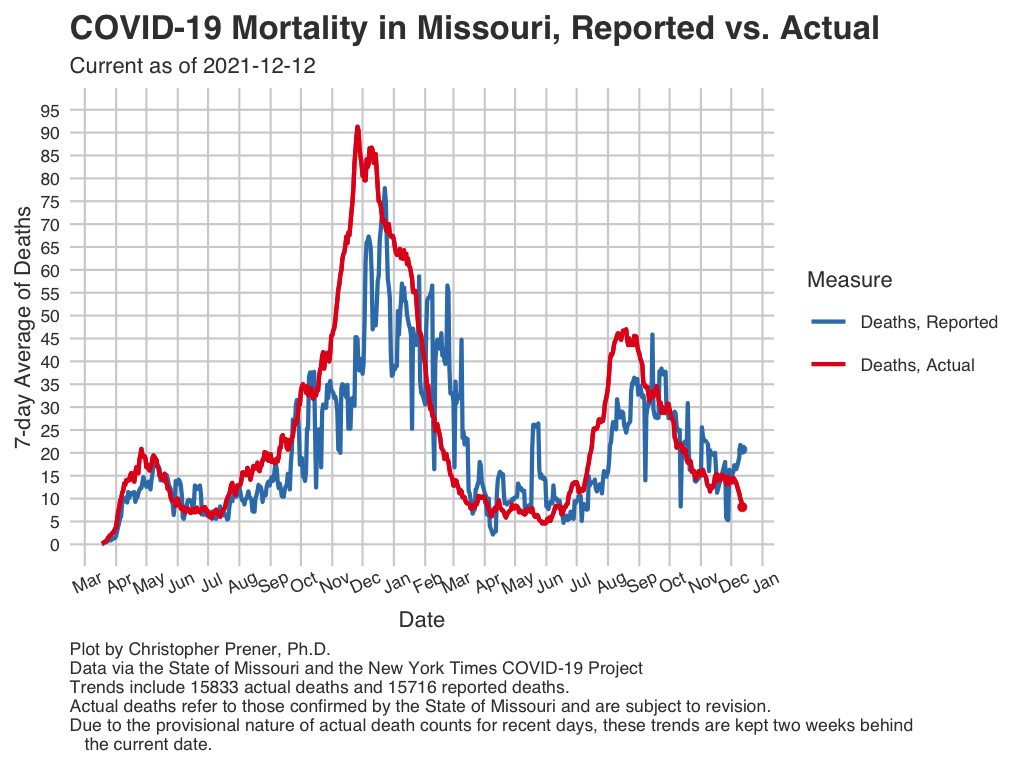 COVID-19 Mortality in Missouri, Reported vs. Actual
Current as of 2021-12-12
95
90
85
80
75
70
65
60
55
50
45
40
35
30
25
20
15
10
5
0
7-day Average of Deaths
Mar Apr May Jun Jul Aug Sep Oct Nov Dec Jan Feb Mar Apr May Jun Jul Aug Sep Oct Nov Dec Jan
Date
Measure
Deaths, Reported
Deaths, Actual
Plot by Christopher Prener, Ph.D.
Data via the State of Missouri and the New York Times COVID-19 Project
Trends include 15833 actual deaths and 15716 reported deaths.
Actual deaths refer to those confirmed by the State of Missouri and are subject to revision.
Due to the provisional nature of actual death counts for recent days, these trends are kept two weeks behind
the current date.